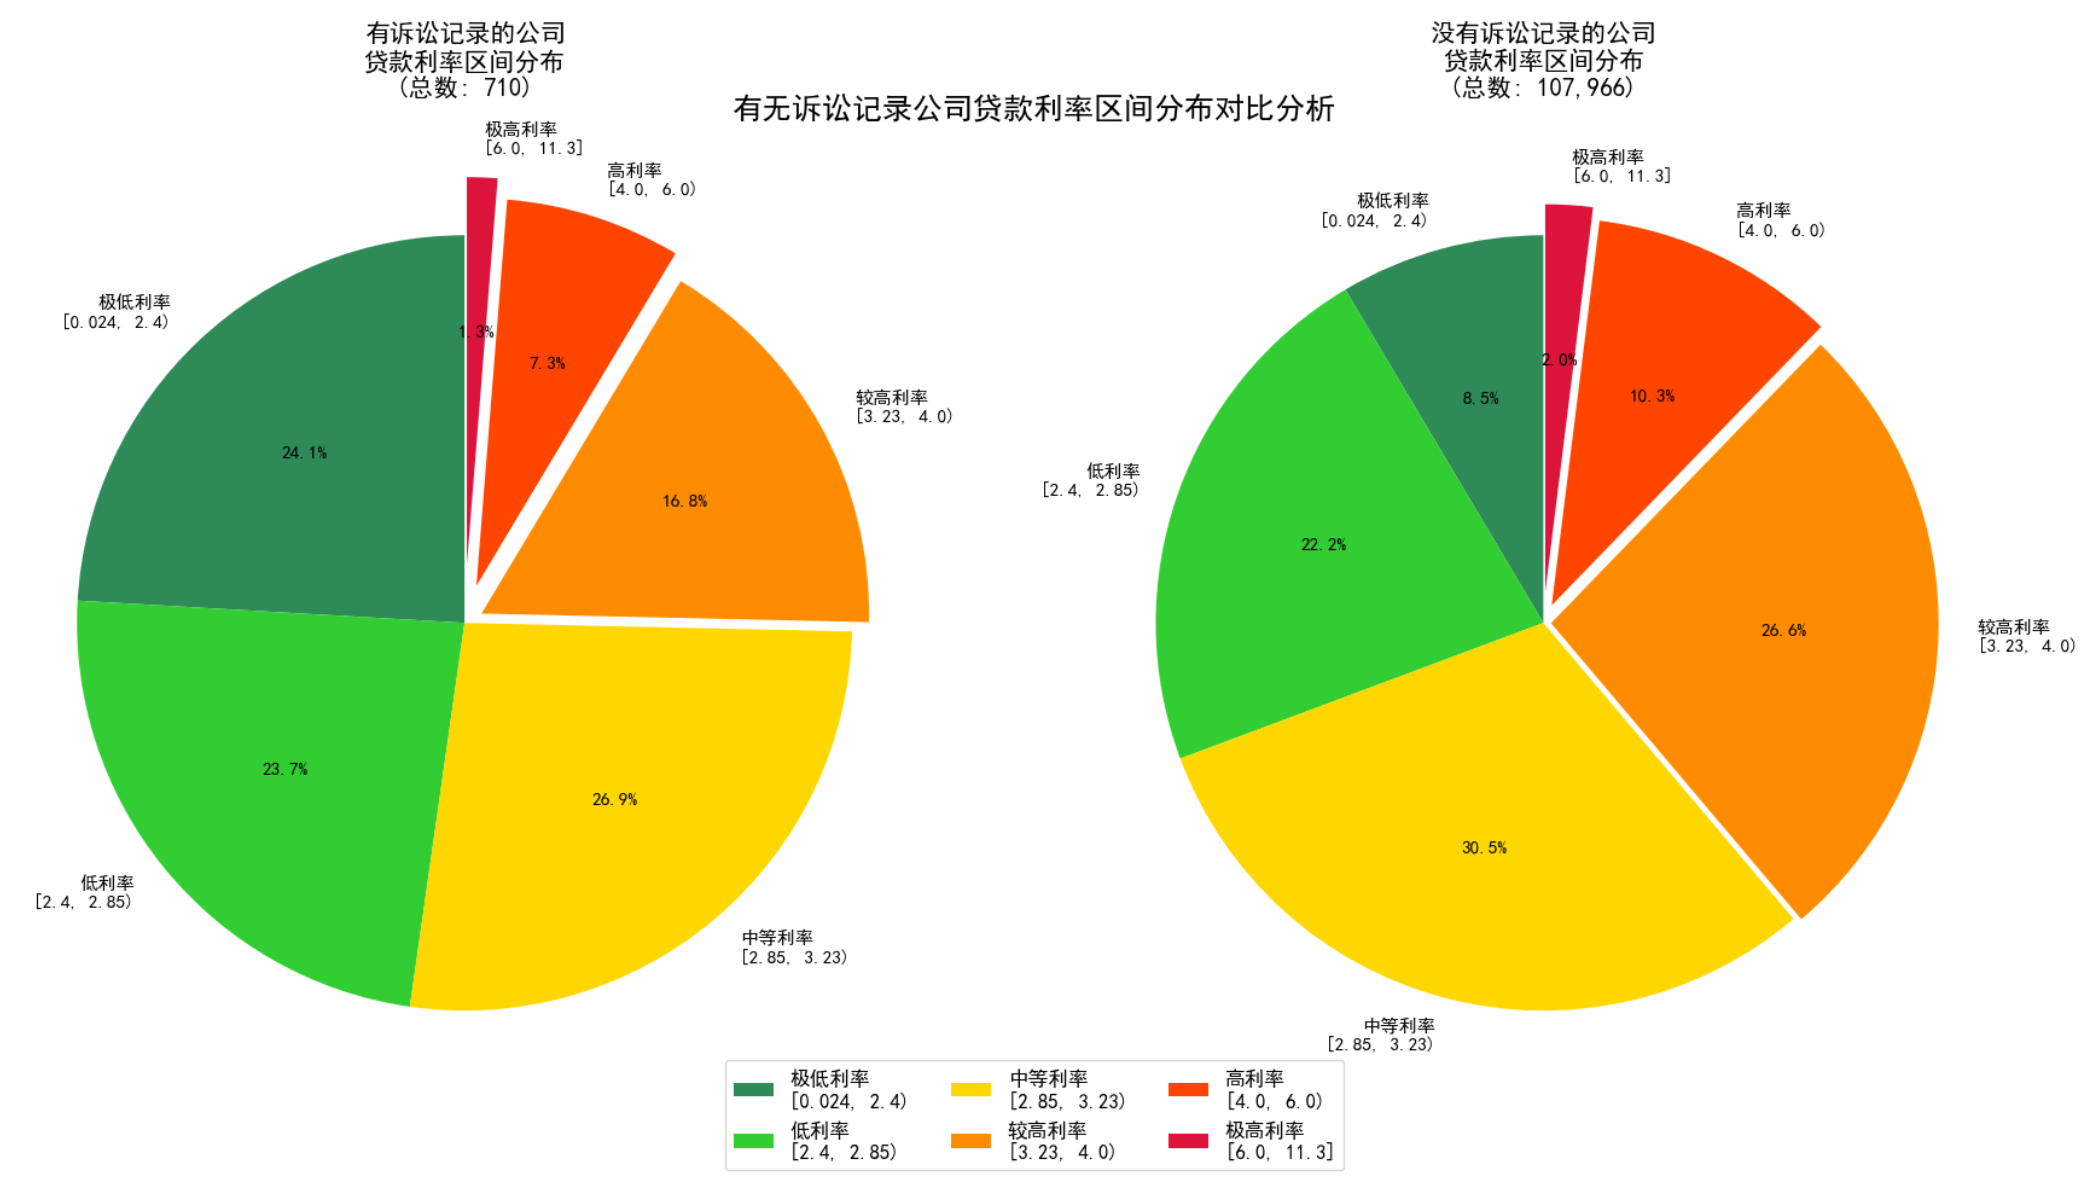 有诉讼记录的公司
贷款利率区间分布
(总数: 710)
没有诉讼记录的公司
贷款利率区间分布
(总数: 107,966)
有无诉讼记录公司贷款利率区间分布对比分析
极高利率
[6.0, 11.3]
高利率
[4.0, 6.0)
极低利率
[0.024, 2.4)
1.3%
7.3%
较高利率
[3.23, 4.0)
24.1%
16.8%
23.7%
26.9%
低利率
[2.4, 2.85)
中等利率
[2.85, 3.23)
极高利率
[6.0, 11.3]
极低利率
[0.024, 2.4)
高利率
[4.0, 6.0)
2.0%
8.5%
10.3%
低利率
[2.4, 2.85)
22.2%
26.6%
较高利率
[3.23, 4.0)
30.5%
中等利率
[2.85, 3.23)
极低利率
[0.024, 2.4)
低利率
[2.4, 2.85)
中等利率
[2.85, 3.23)
较高利率
[3.23, 4.0)
高利率
[4.0, 6.0)
极高利率
[6.0, 11.3]